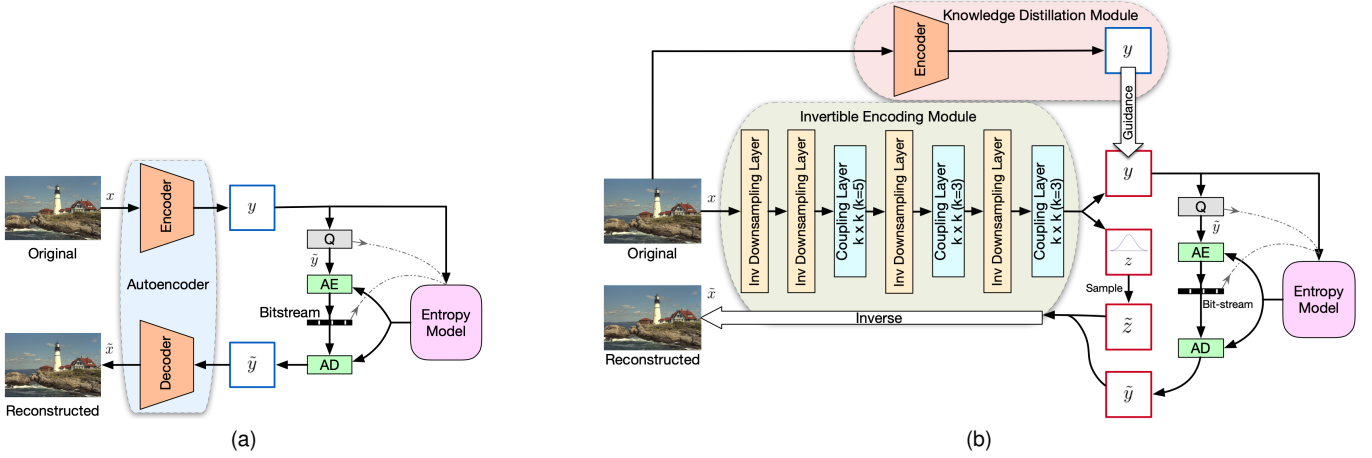 x
Encoder
y
Q
ỹ
AE
Original
Autoencoder
Bitstream
Entropy
Model
x̃
Decoder
ỹ
AD
Reconstructed
(a)
Knowledge Distillation Module
Encoder
y
Guidance
Invertible Encoding Module
x
Inv Downsampling Layer
Inv Downsampling Layer
Coupling Layer
k x k (k=5)
Inv Downsampling Layer
Coupling Layer
k x k (k=3)
Inv Downsampling Layer
Coupling Layer
k x k (k=3)
y
Q
ỹ
Original
z
AE
Sample
Bit-stream
Entropy
Model
x̃
Inverse
z̃
AD
Reconstructed
ỹ
(b)